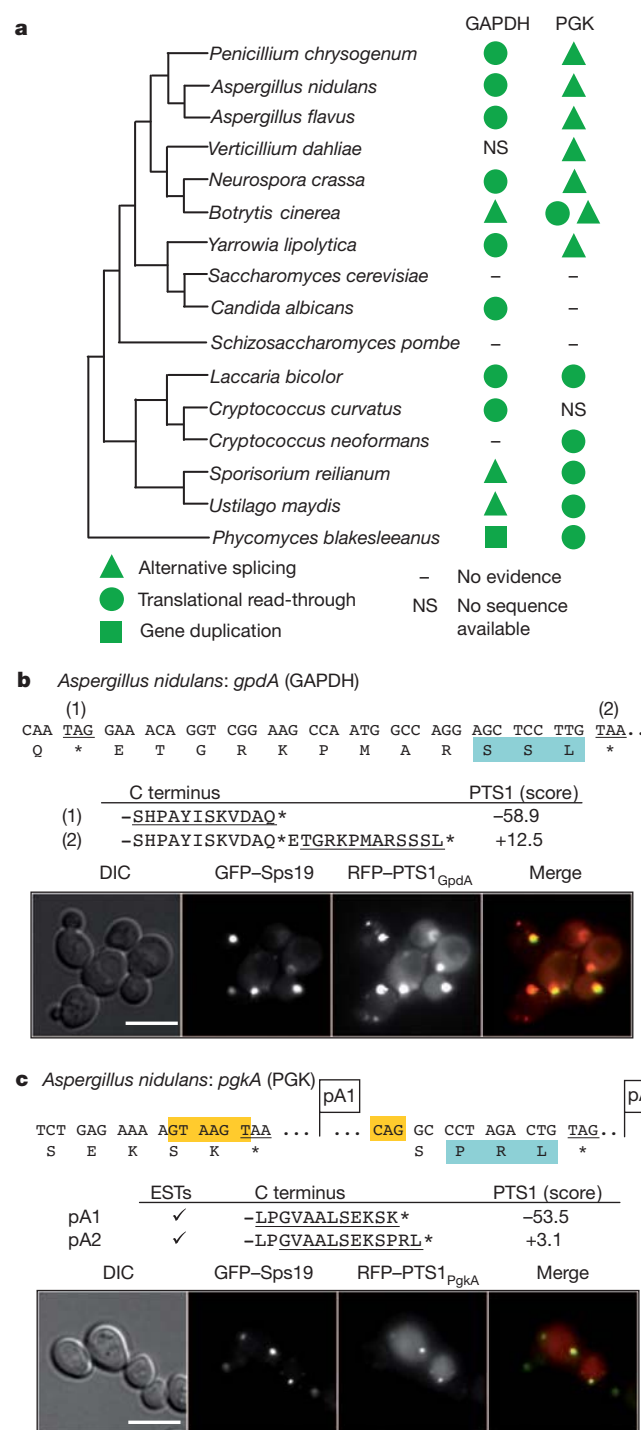 a
GAPDH PGK
Penicillium chrysogenum
Aspergillus nidulans
Aspergillus flavus
Verticillium dahliae NS
Neurospora crassa
Botrytis cinerea
Yarrowia lipolytica
Saccharomyces cerevisiae – –
Candida albicans –
Schizosaccharomyces pombe – –
Laccaria bicolor
Cryptococcus curvatus NS
Cryptococcus neoformans –
Sporisorium reilianum
Ustilago maydis
Phycomyces blakesleeanus
Alternative splicing
Translational read-through
Gene duplication
– No evidence
NS No sequence available
b Aspergillus nidulans: gpdA (GAPDH)
(1) (2)
CAA TAG GAA ACA GGT CGG AAG CCA ATG GCC AGG AGC TCC TTG TAA..
Q * E T G R K P M A R S S L *
C terminus PTS1 (score)
(1) –SHPAYISKVDAQ* –58.9
(2) –SHPAYISKVDAQ*ETGRKPMARSSSL* +12.5
DIC GFP–Sps19 RFP–PTS1GpdA Merge
c Aspergillus nidulans: pgkA (PGK)
pA1 pA
TCT GAG AAA AGT AAG TAA ... ... CAG GC CCT AGA CTG TAG..
S E K S K * S P R L *
ESTs C terminus PTS1 (score)
pA1 ✓ –LPGVAALSEKSK* –53.5
pA2 ✓ –LPGVAALSEKSPRL* +3.1
DIC GFP–Sps19 RFP–PTS1PgkA Merge